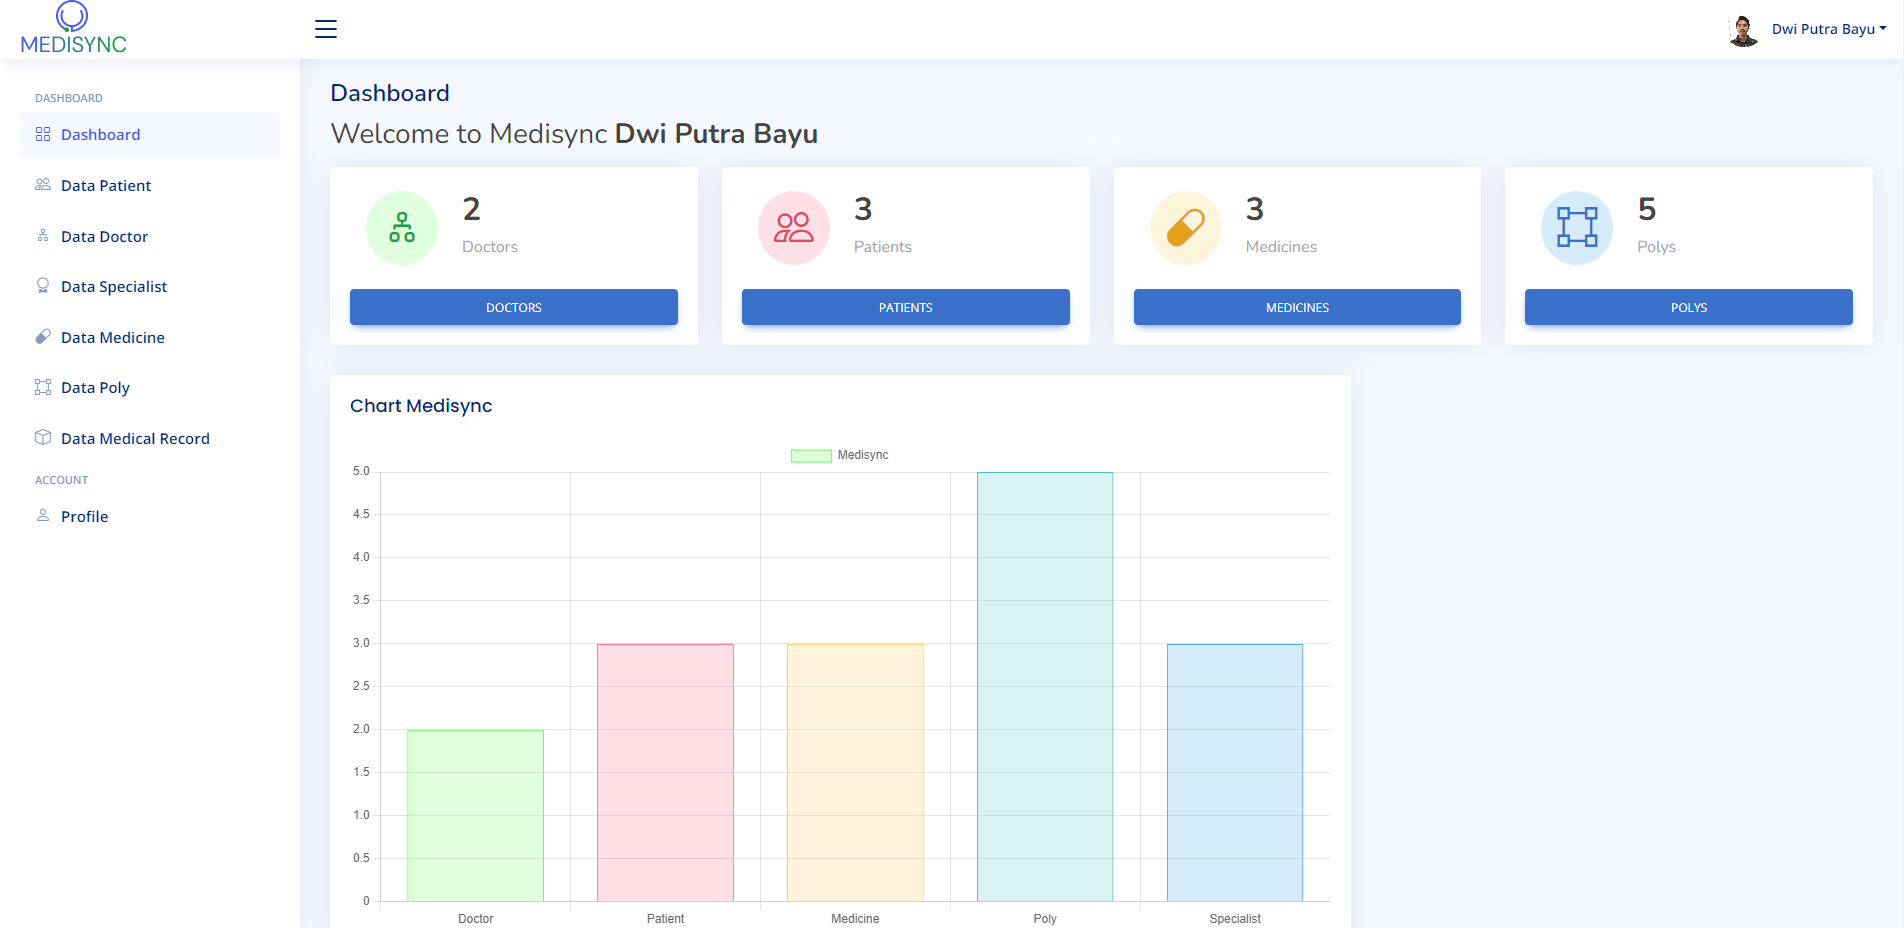 MEDISYNC
Dwi Putra Bayu
DASHBOARD
Dashboard
Data Patient
Data Doctor
Data Specialist
Data Medicine
Data Poly
Data Medical Record
ACCOUNT
Profile
Dashboard
Welcome to Medisync Dwi Putra Bayu
2
Doctors
DOCTORS
3
Patients
PATIENTS
3
Medicines
MEDICINES
5
Polys
POLYS
Chart Medisync
Medisync
5.0
4.5
4.0
3.5
3.0
2.5
2.0
1.5
1.0
0.5
0
Doctor Patient Medicine Poly Specialist